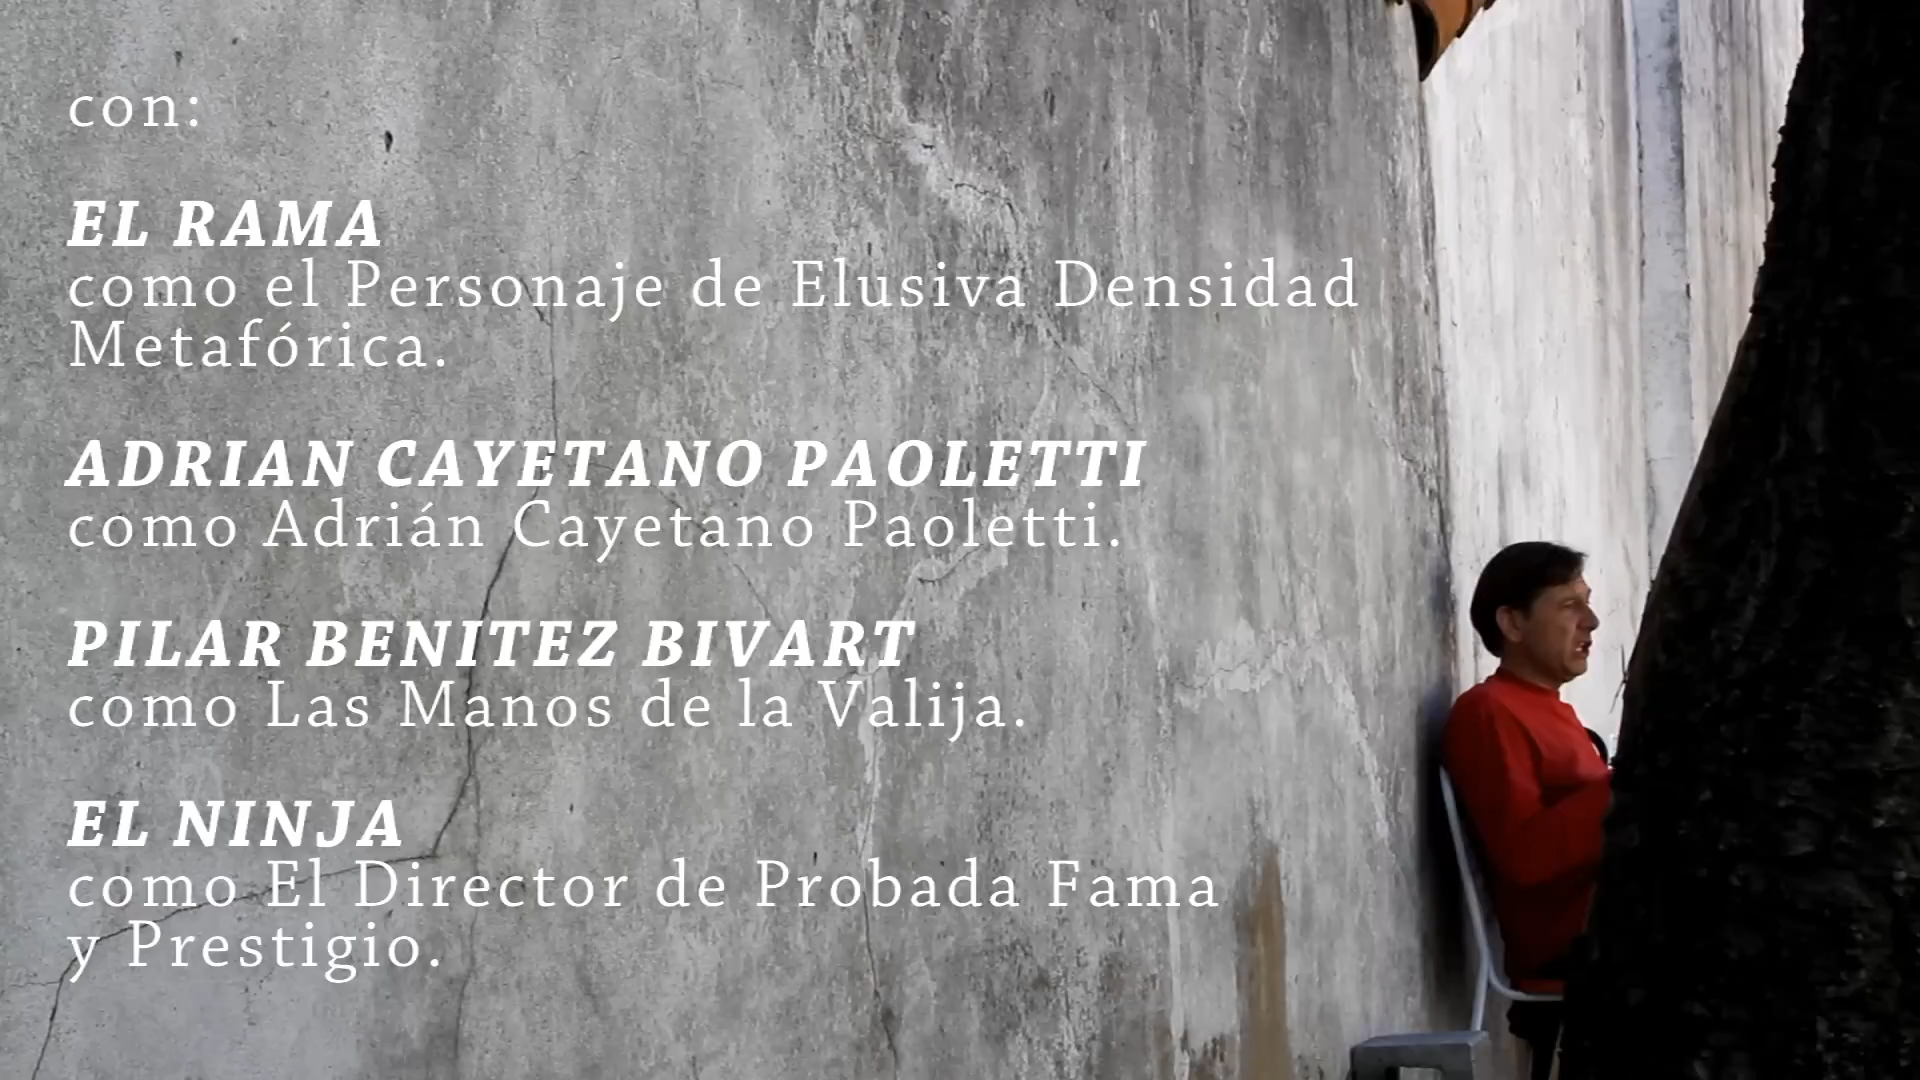 con:
EL RAMA
como el Personaje de Elusiva Densidad
Metafórica.
ADRIAN CAYETANO PAOLETTI
como Adrián Cayetano Paoletti.
PILAR BENITEZ BIVART
como Las Manos de la Valija.
EL NINJA
como El Director de Probada Fama
y Prestigio.